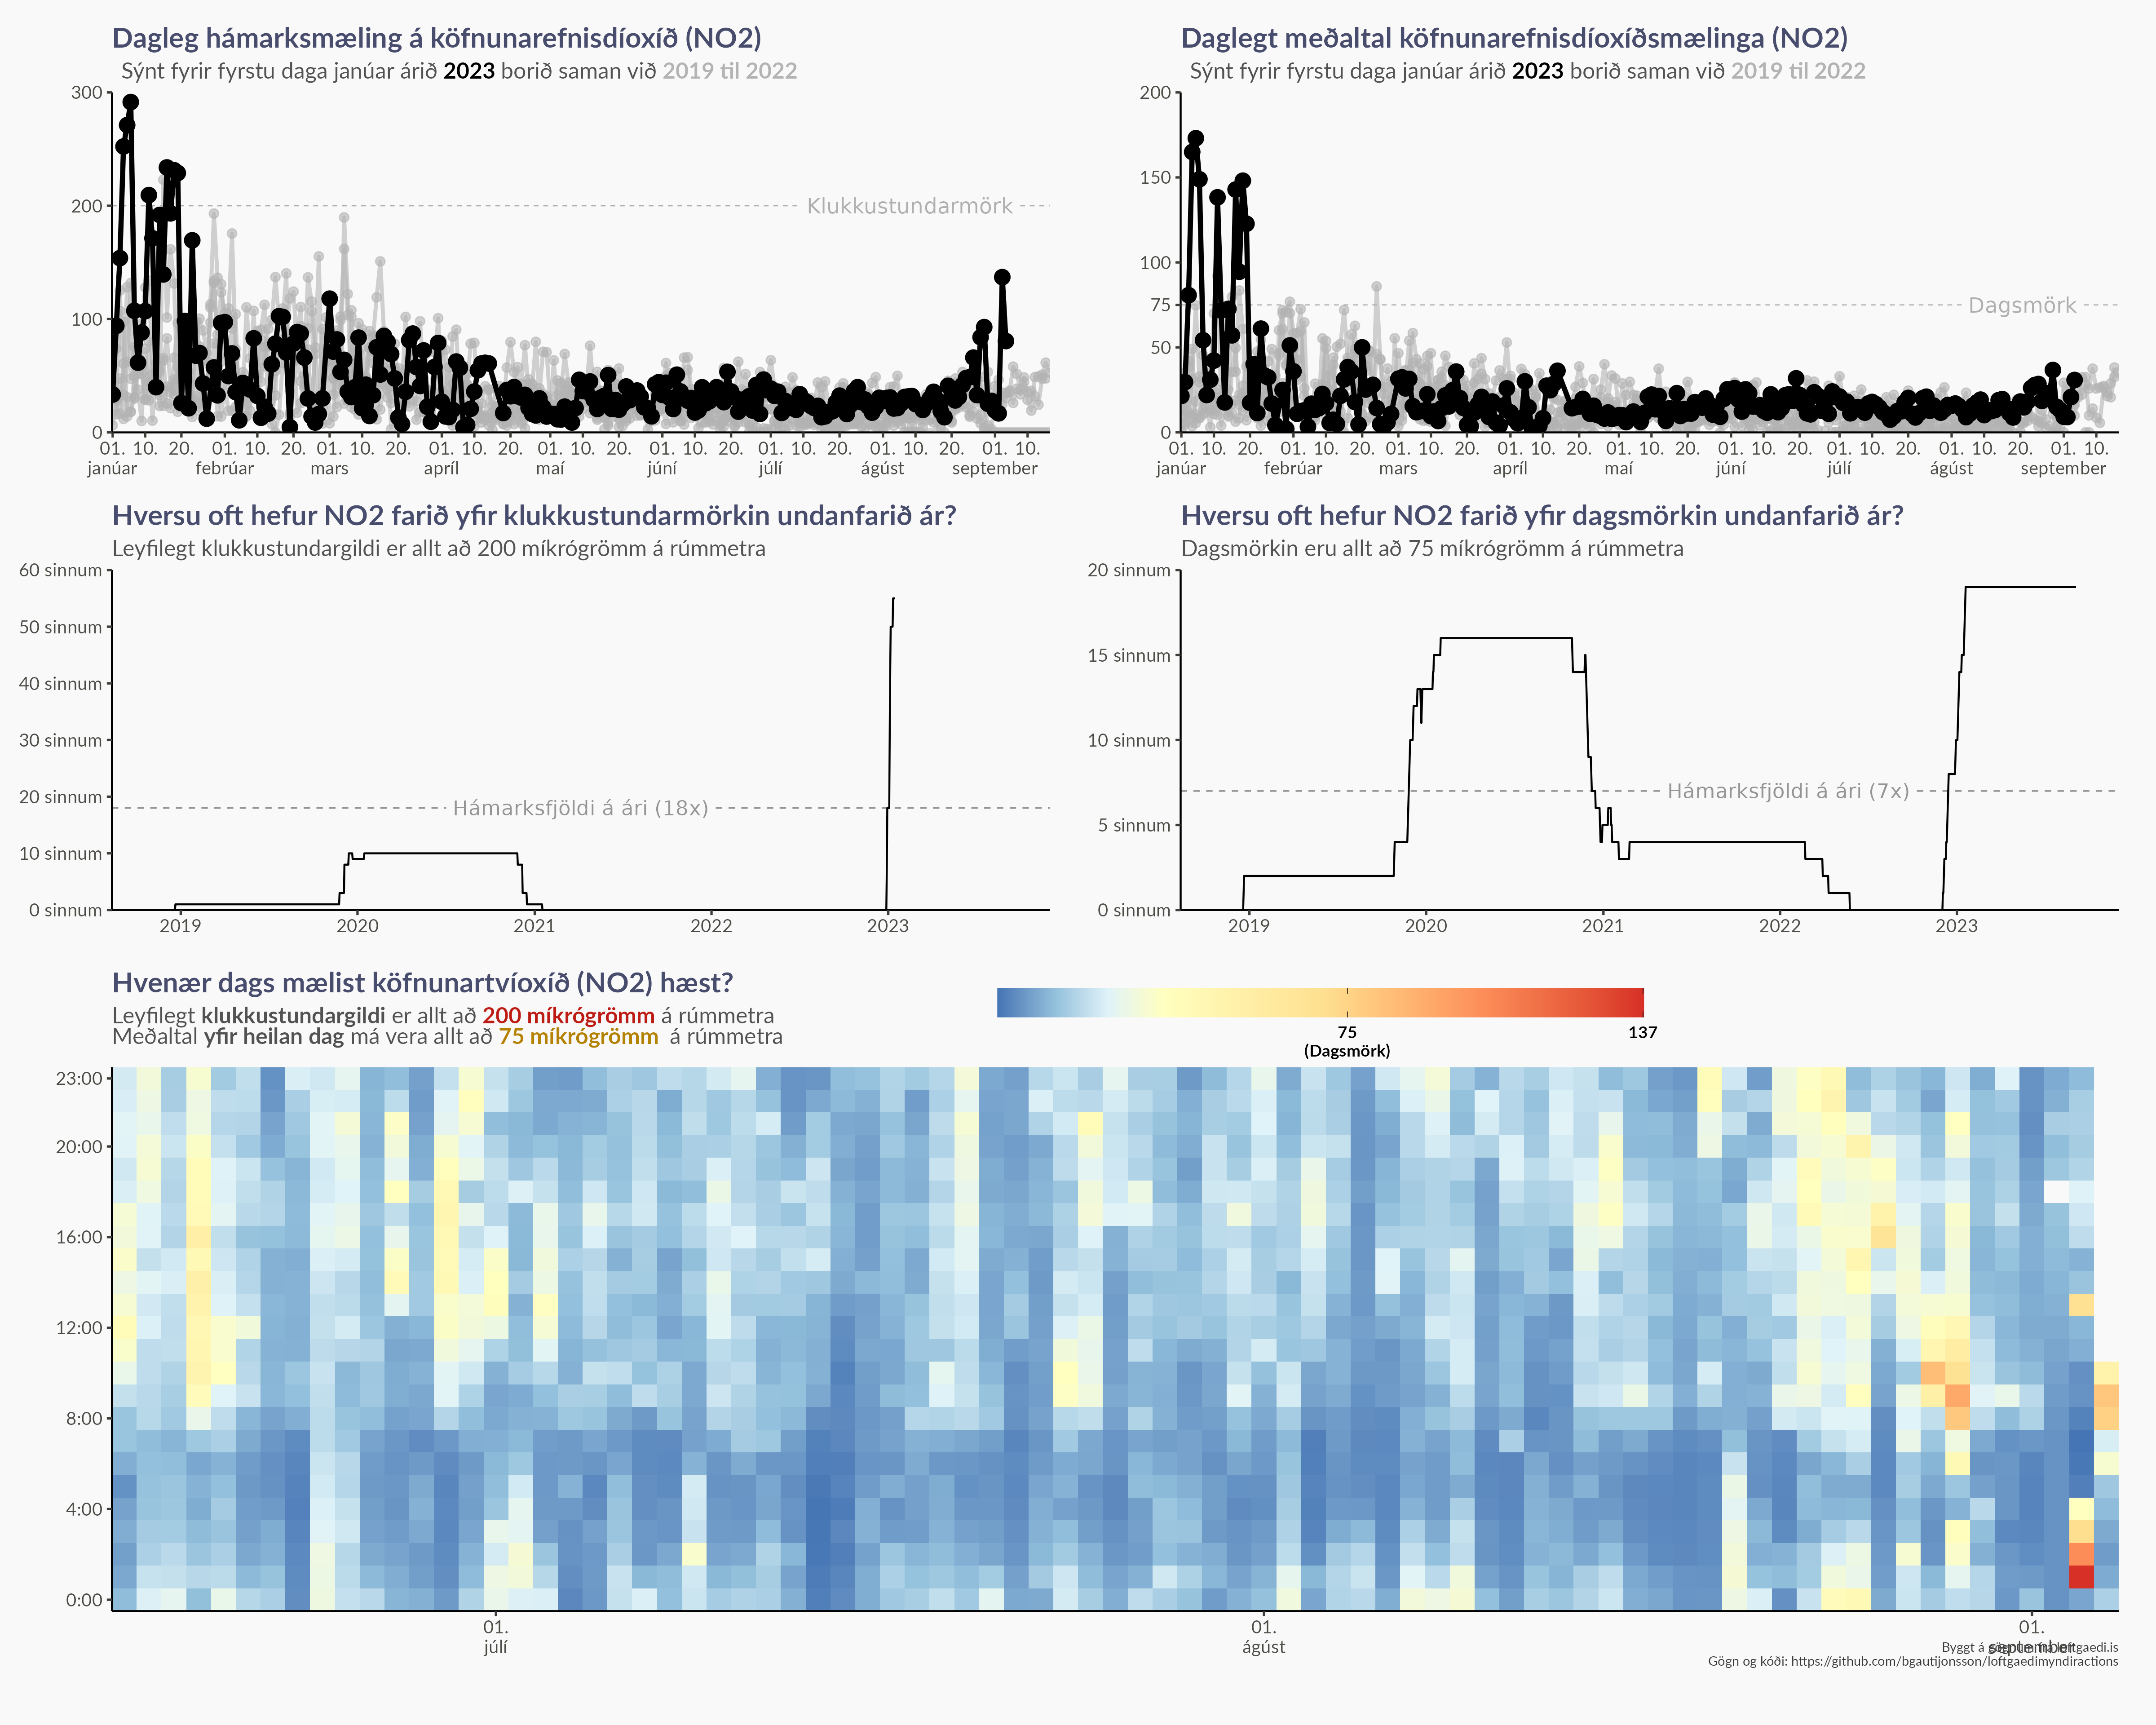 Dagleg hámarksmæling á köfnunarefnisdíoxíð (NO2)
Sýnt fyrir fyrstu daga janúar árið 2023 borið saman við 2019 til 2022
300
200
100
0
Klukkustundarmörk
01. 10. 20. 01. 10. 20. 01. 10. 20. 01. 10. 20. 01. 10. 20. 01. 10. 20. 01. 10. 20. 01. 10. 20. 01. 10.
janúar febrúar mars apríl maí júní júlí ágúst september
Daglegt meðaltal köfnunarefnisdíoxíðsmælinga (NO2)
Sýnt fyrir fyrstu daga janúar árið 2023 borið saman við 2019 til 2022
200
150
100
75
50
0
Dagsmörk
01. 10. 20. 01. 10. 20. 01. 10. 20. 01. 10. 20. 01. 10. 20. 01. 10. 20. 01. 10. 20. 01. 10. 20. 01. 10.
janúar febrúar mars apríl maí júní júlí ágúst september
Hversu oft hefur NO2 farið yfir klukkustundarmörkin undanfarið ár?
Leyfilegt klukkustundargildi er allt að 200 míkrógrömm á rúmmetra
60 sinnum
50 sinnum
40 sinnum
30 sinnum
20 sinnum
10 sinnum
0 sinnum
Hámarksfjöldi á ári (18x)
2019 2020 2021 2022 2023
Hversu oft hefur NO2 farið yfir dagsmörkin undanfarið ár?
Dagsmörkin eru allt að 75 míkrógrömm á rúmmetra
20 sinnum
15 sinnum
10 sinnum
5 sinnum
0 sinnum
Hámarksfjöldi á ári (7x)
2019 2020 2021 2022 2023
Hvenær dags mælist köfnunartvíoxíð (NO2) hæst?
Leyfilegt klukkustundargildi er allt að 200 míkrógrömm á rúmmetra
Meðaltal yfir heilan dag má vera allt að 75 míkrógrömm á rúmmetra
75 137
(Dagsmörk)
23:00
20:00
16:00
12:00
8:00
4:00
0:00
01. 01. 01.
júlí ágúst september
Byggt á
Gögn og kóði: https://github.com/bgautijonsson/loftgaedimyndiractions